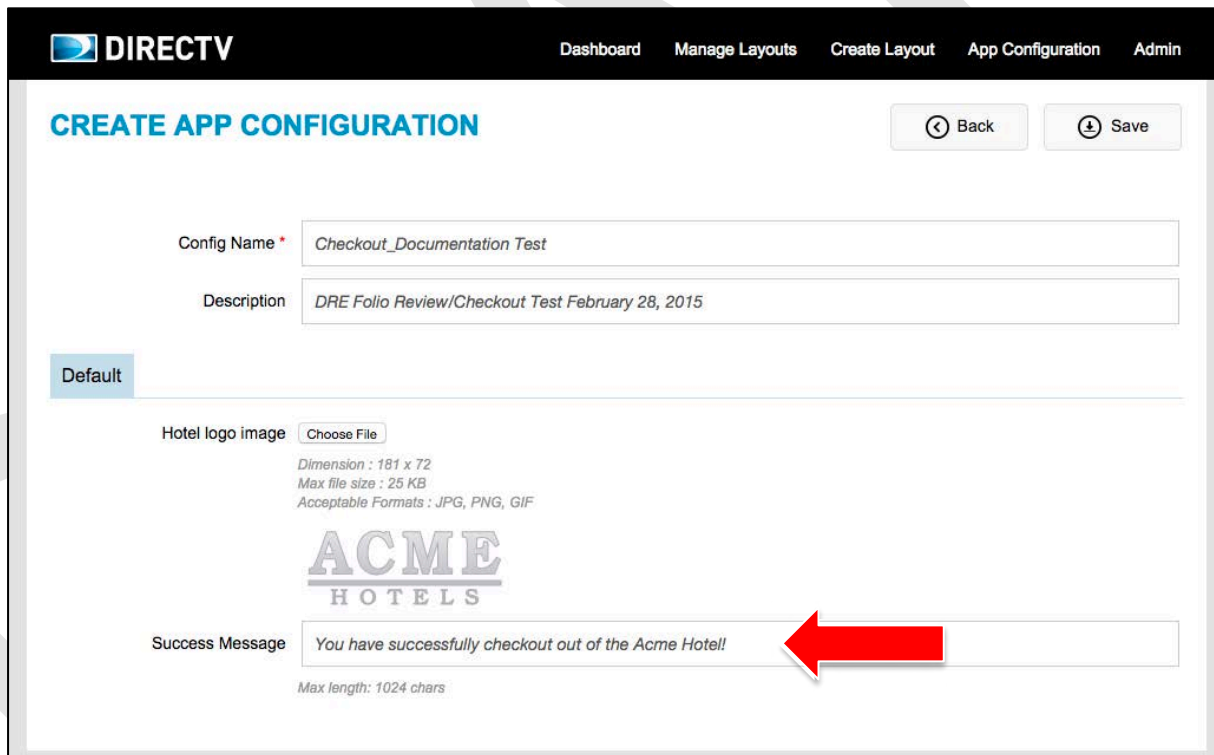 DIRECTV
Dashboard Manage Layouts Create Layout App Configuration Admin
CREATE APP CONFIGURATION
Back Save
Config Name * Checkout_Documentation Test
Description DRE Folio Review/Checkout Test February 28, 2015
Default
Hotel logo image Choose File
Dimension : 181 x 72
Max file size : 25 KB
Acceptable Formats : JPG, PNG, GIF
ACME
HOTELS
Success Message You have successfully checkout out of the Acme Hotel!
Max length: 1024 chars